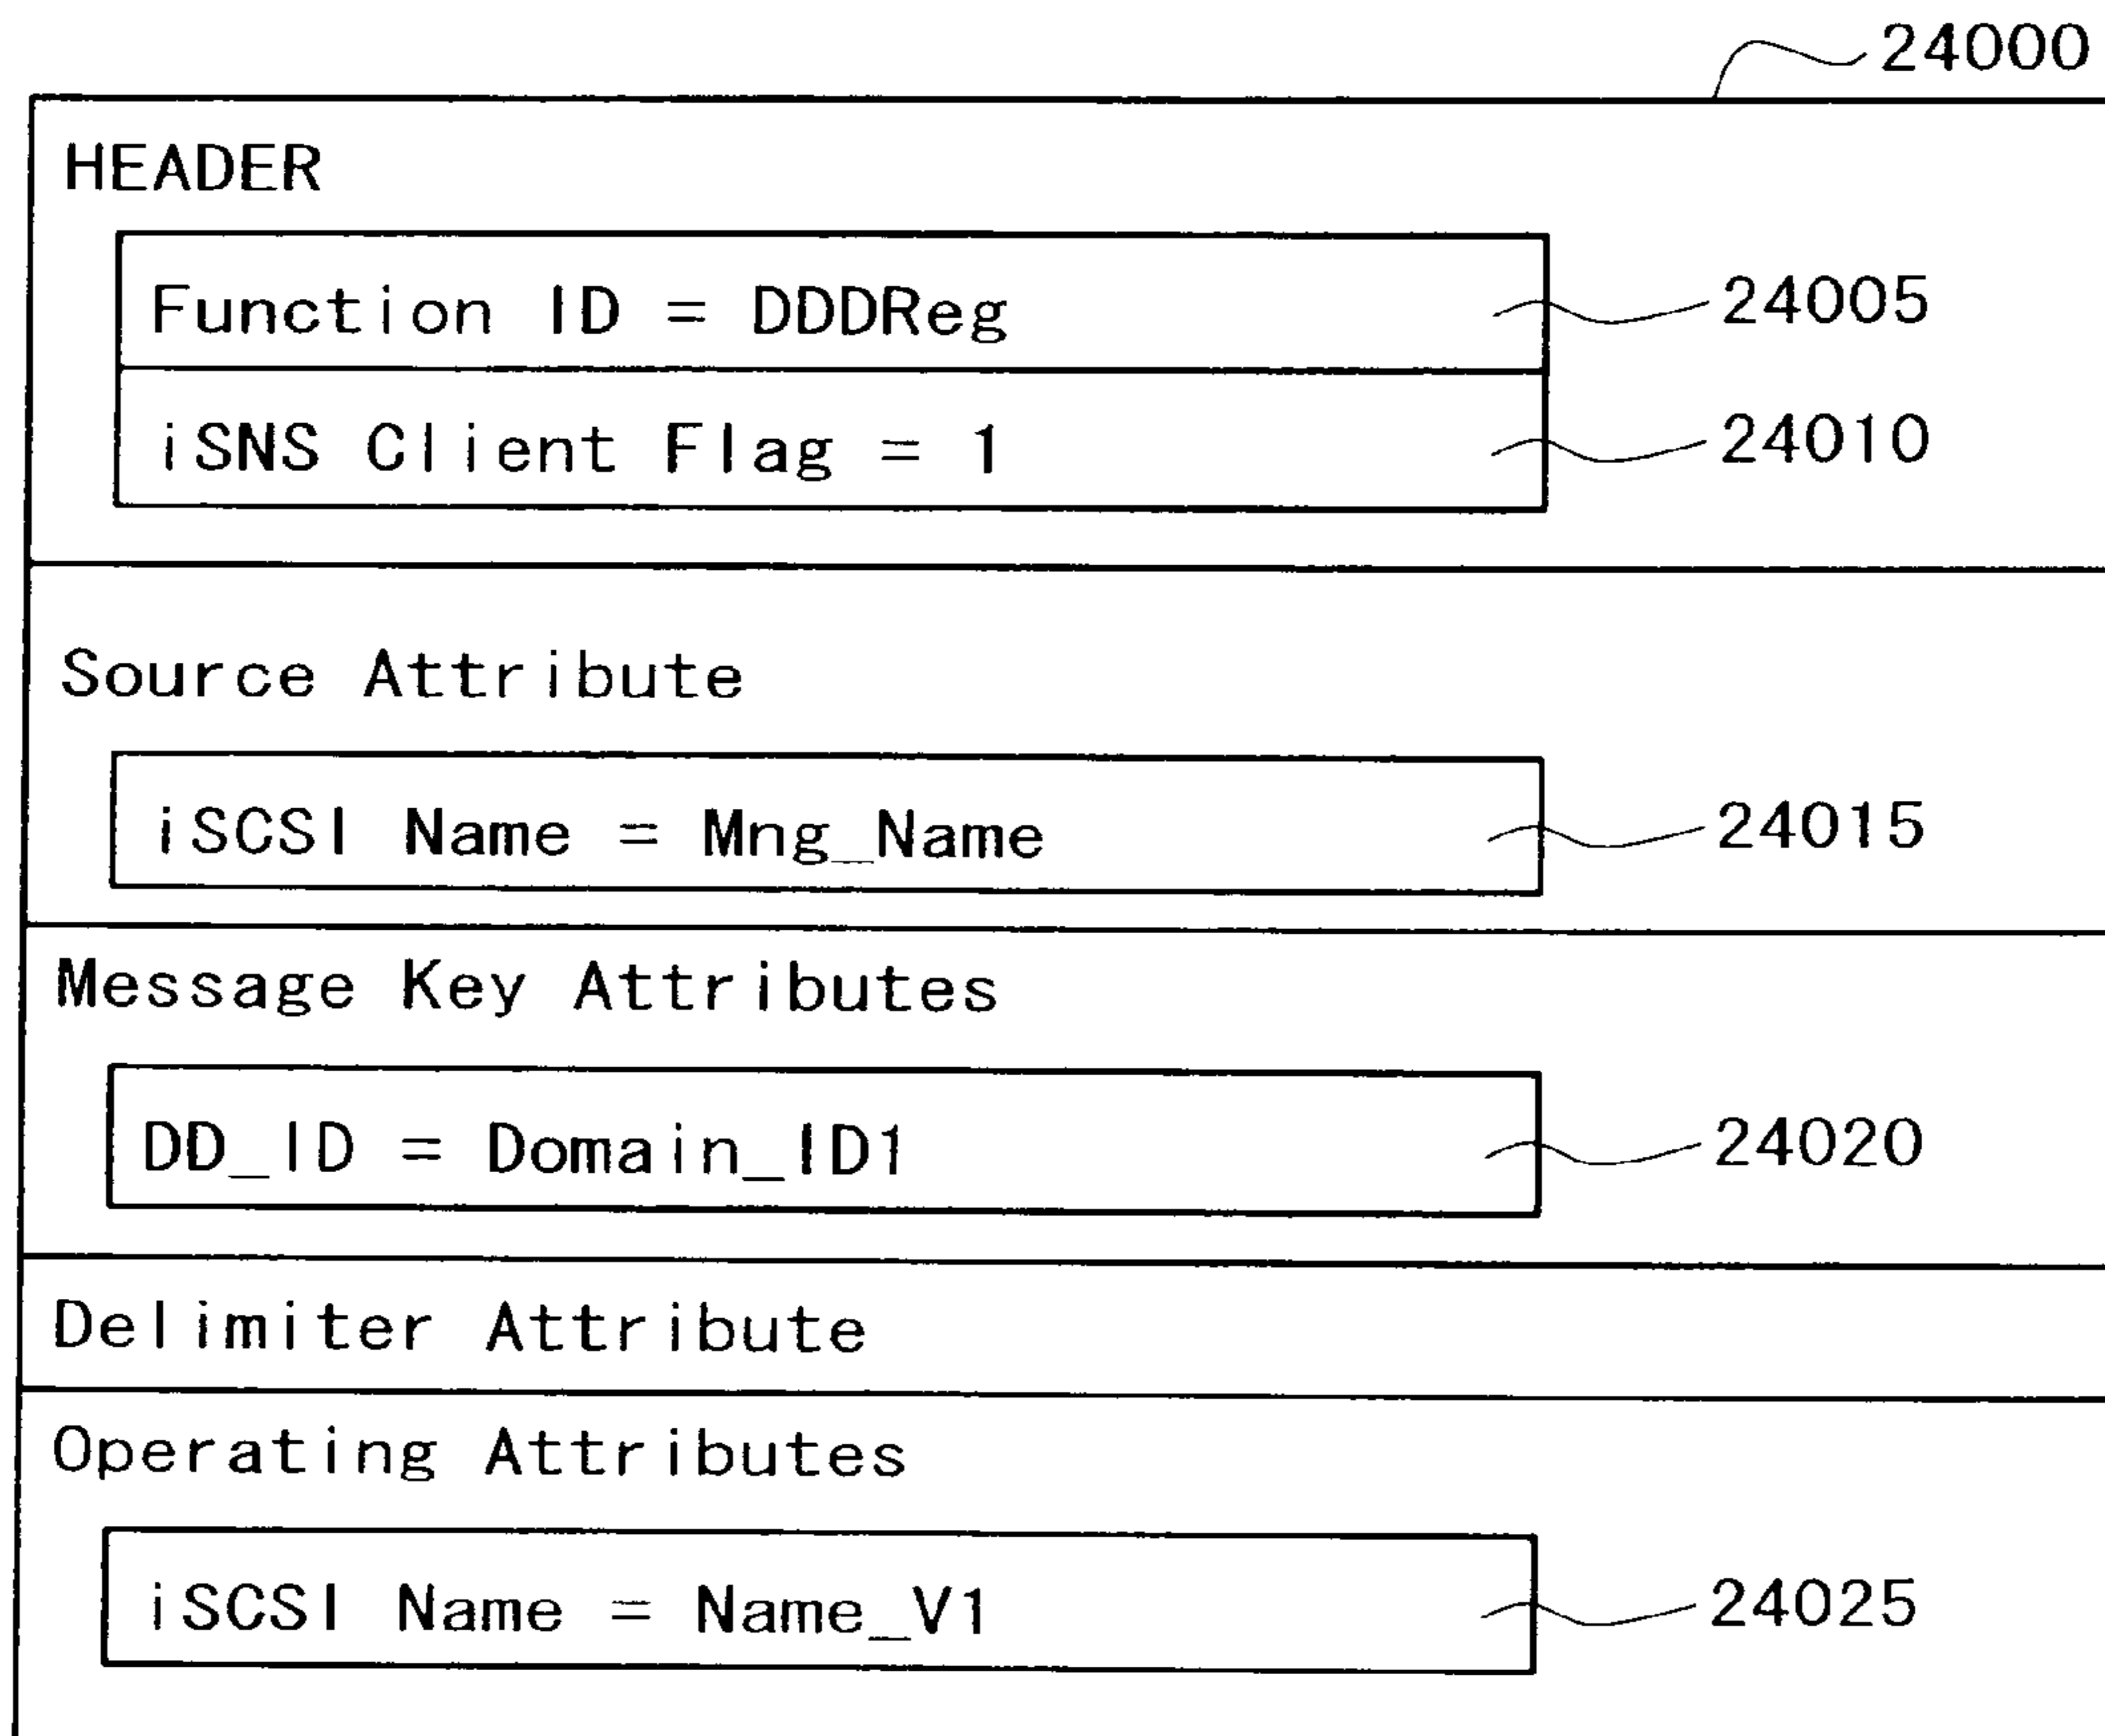 24000
HEADER
Function ID = DDDReg 24005
iSNS Client Flag = 1 24010
Source Attribute
iSCSI Name = Mng_Name 24015
Message Key Attributes
DD_ID = Domain_ID1 24020
Delimiter Attribute
Operating Attributes
iSCSI Name = Name_V1 24025